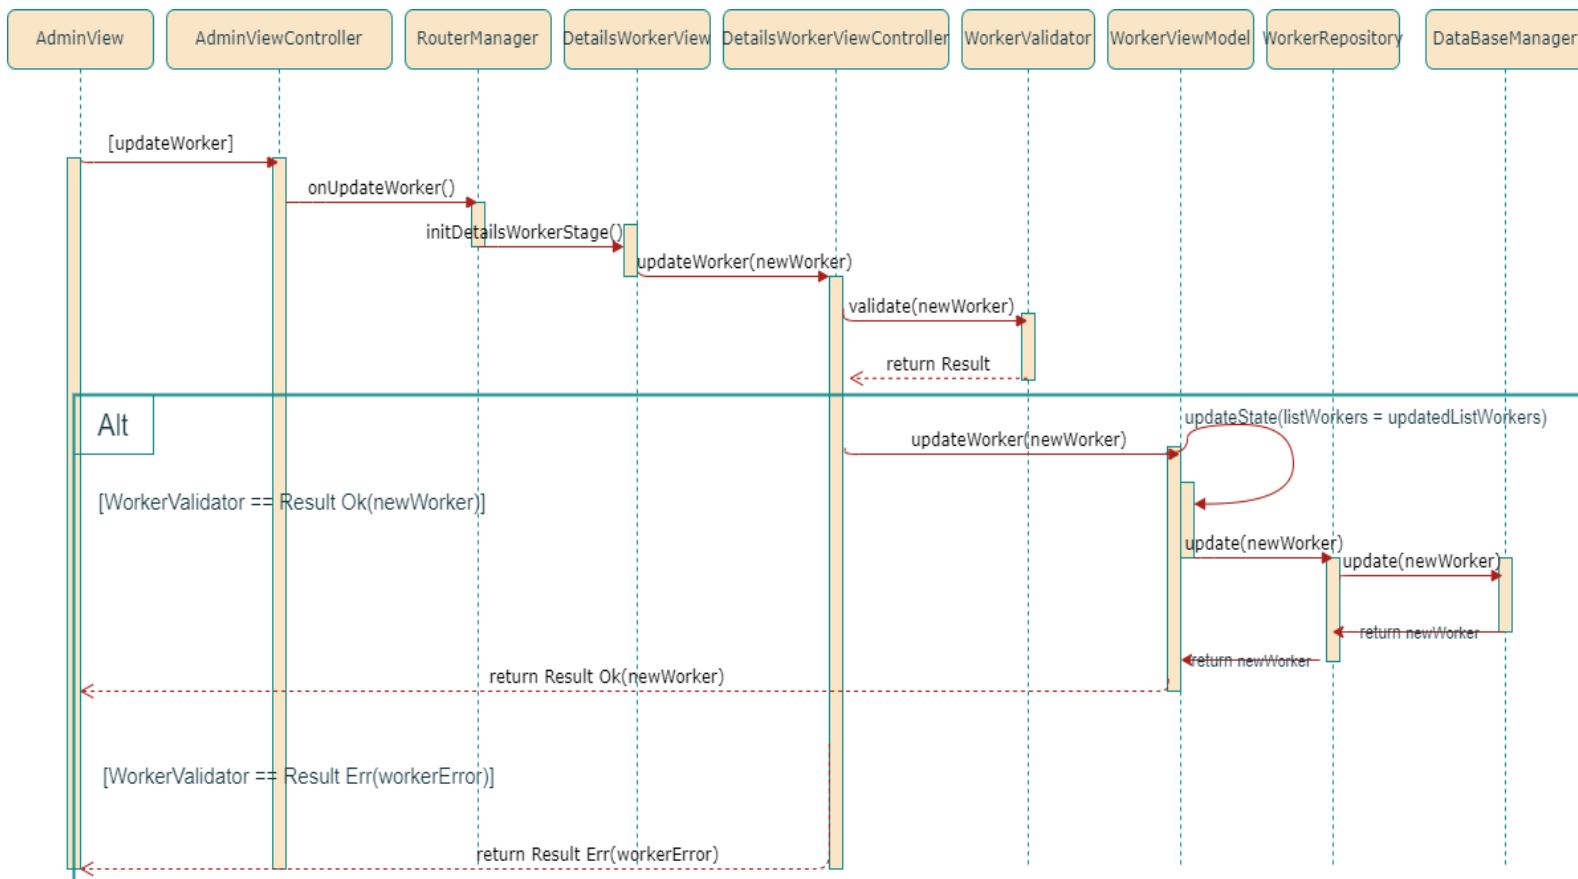 AdminView
AdminViewController
RouterManager
DetailsWorkerView
DetailsWorkerViewController
WorkerValidator
WorkerViewModel
WorkerRepository
DataBaseManager
[updateWorker]
onUpdateWorker()
initDetailsWorkerStage()
updateWorker(newWorker)
validate(newWorker)
return Result
Alt
updateState(listWorkers = updatedListWorkers)
updateWorker(newWorker)
[WorkerValidator == Result Ok(newWorker)]
update(newWorker)
update(newWorker)
return newWorker
return newWorker
return Result Ok(newWorker)
[WorkerValidator == Result Err(workerError)]
return Result Err(workerError)